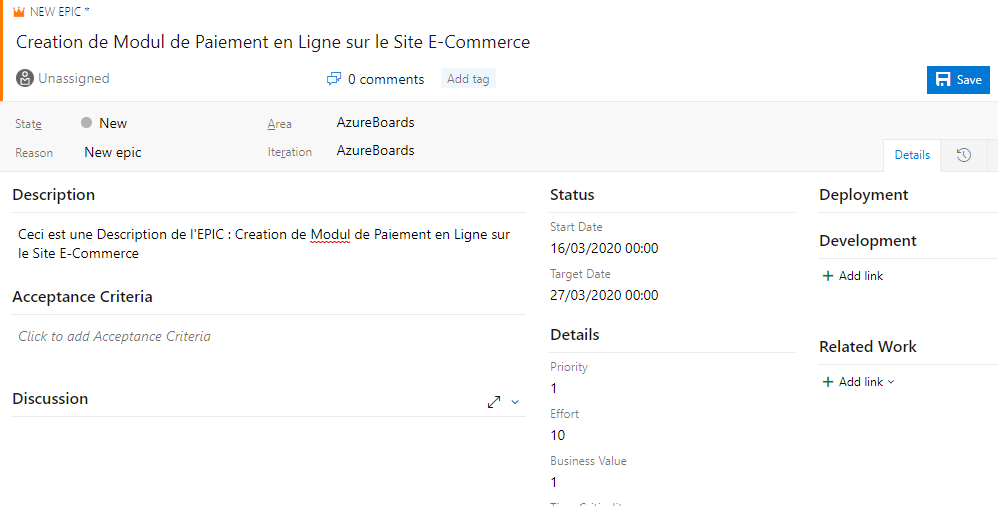 NEW EPIC *
Creation de Modul de Paiement en Ligne sur le Site E-Commerce
Unassigned
0 comments
Add tag
Save
State
New
Area
AzureBoards
Reason
New epic
Iteration
AzureBoards
Details
Description
Ceci est une Description de l'EPIC : Creation de Modul de Paiement en Ligne sur
le Site E-Commerce
Acceptance Criteria
Click to add Acceptance Criteria
Discussion
Status
Start Date
16/03/2020 00:00
Target Date
27/03/2020 00:00
Details
Priority
1
Effort
10
Business Value
1
Deployment
Development
+ Add link
Related Work
+ Add link